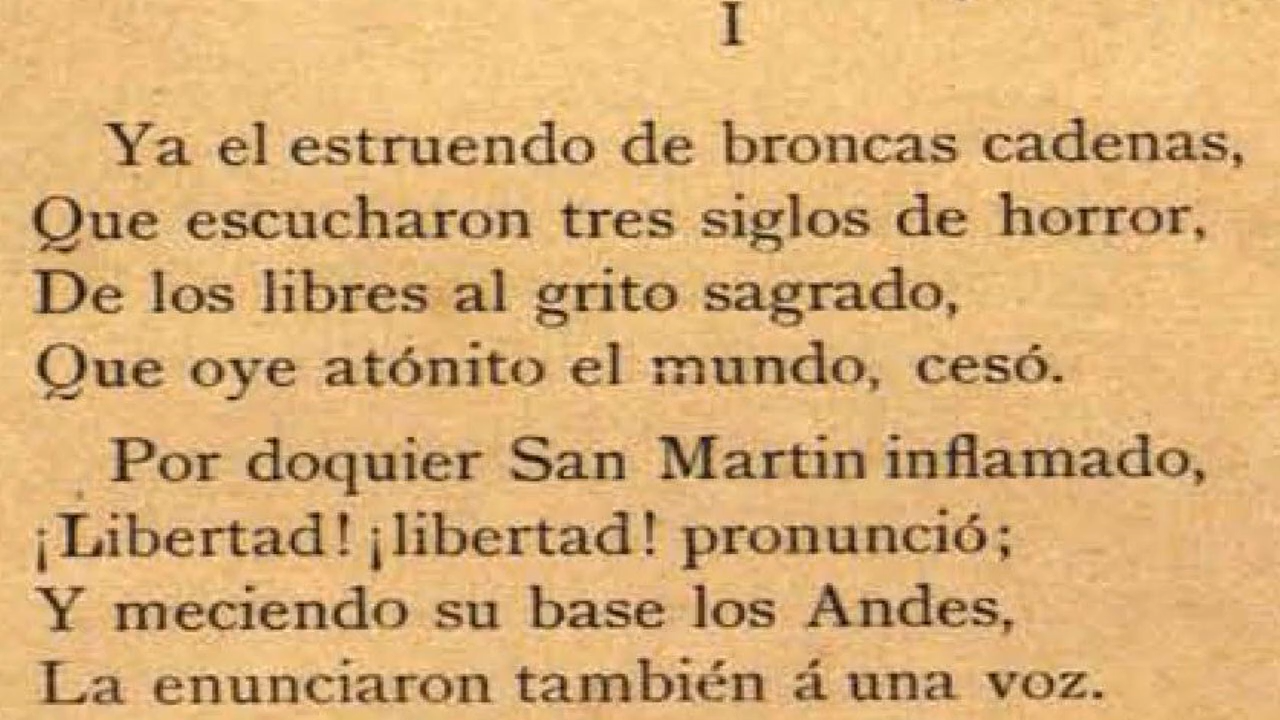 I
Ya el estruendo de broncas cadenas,
Que escucharon tres siglos de horror,
De los libres al grito sagrado,
Que oye atónito el mundo, cesó.
Por doquier San Martin inflamado,
¡Libertad! ¡libertad! pronunció;
Y meciendo su base los Andes,
La enunciaron también á una voz.